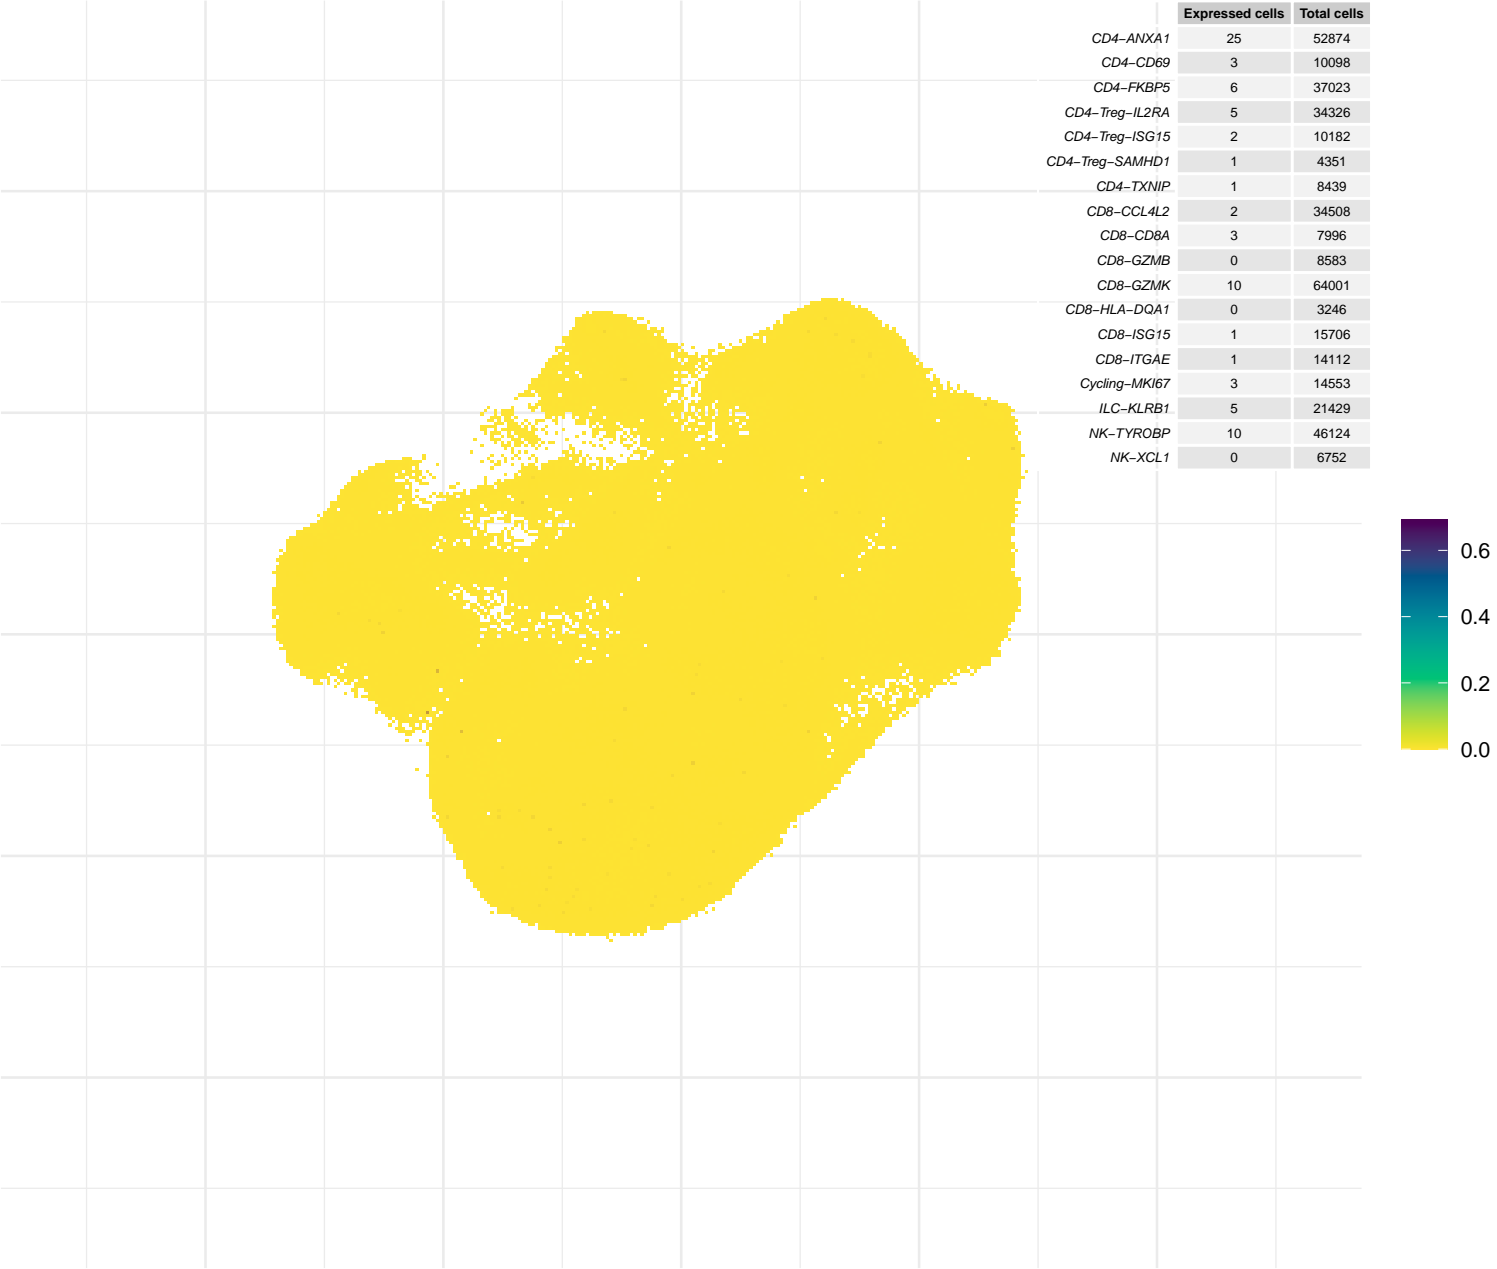 Expressed cells Total cells
CD4−ANXA1 25 52874
CD4−CD69 3 10098
CD4−FKBP5 6 37023
CD4−Treg−IL2RA 5 34326
CD4−Treg−ISG15 2 10182
CD4−Treg−SAMHD1 1 4351
CD4−TXNIP 1 8439
CD8−CCL4L2 2 34508
CD8−CD8A 3 7996
CD8−GZMB 0 8583
CD8−GZMK 10 64001
CD8−HLA−DQA1 0 3246
CD8−ISG15 1 15706
CD8−ITGAE 1 14112
Cycling−MKI67 3 14553
ILC−KLRB1 5 21429
NK−TYROBP 10 46124
NK−XCL1 0 6752
0.6
0.4
0.2
0.0